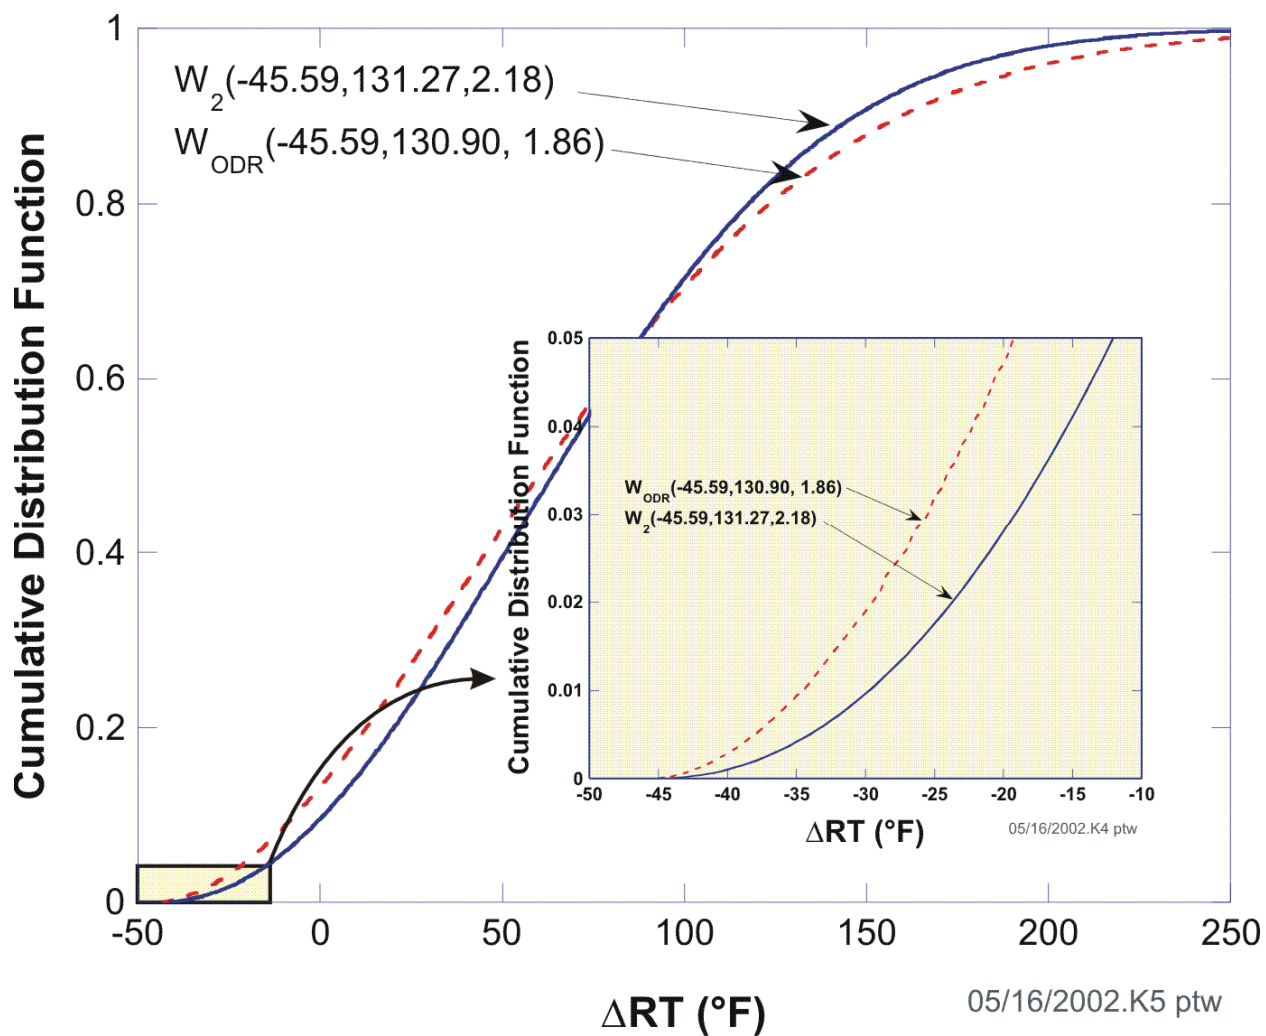 1
W2(-45.59,131.27,2.18)
WODR(-45.59,130.90, 1.86)
0.8
0.6
0.4
0.2
0
Cumulative Distribution Function
-50
0
50
100
150
200
250
ΔRT (°F)
05/16/2002.K5 ptw
0.05
0.04
0.03
0.02
0.01
0
Cumulative Distribution Function
WODR(-45.59,130.90, 1.86)
W2(-45.59,131.27,2.18)
-50
-45
-40
-35
-30
-25
-20
-15
-10
ΔRT (°F)
05/16/2002.K4 ptw